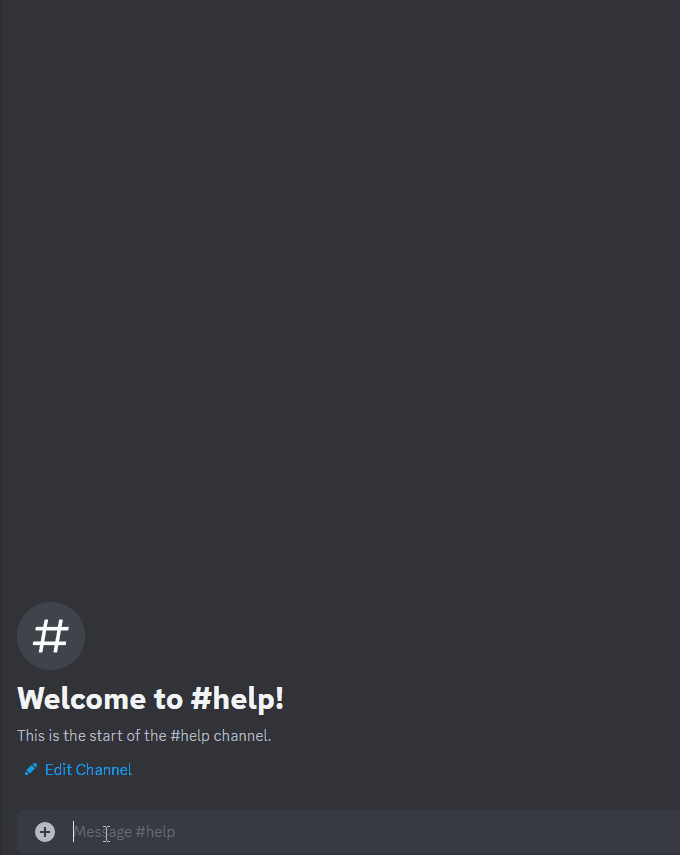 #
Welcome to #help!
This is the start of the #help channel.
Edit Channel
Message #help